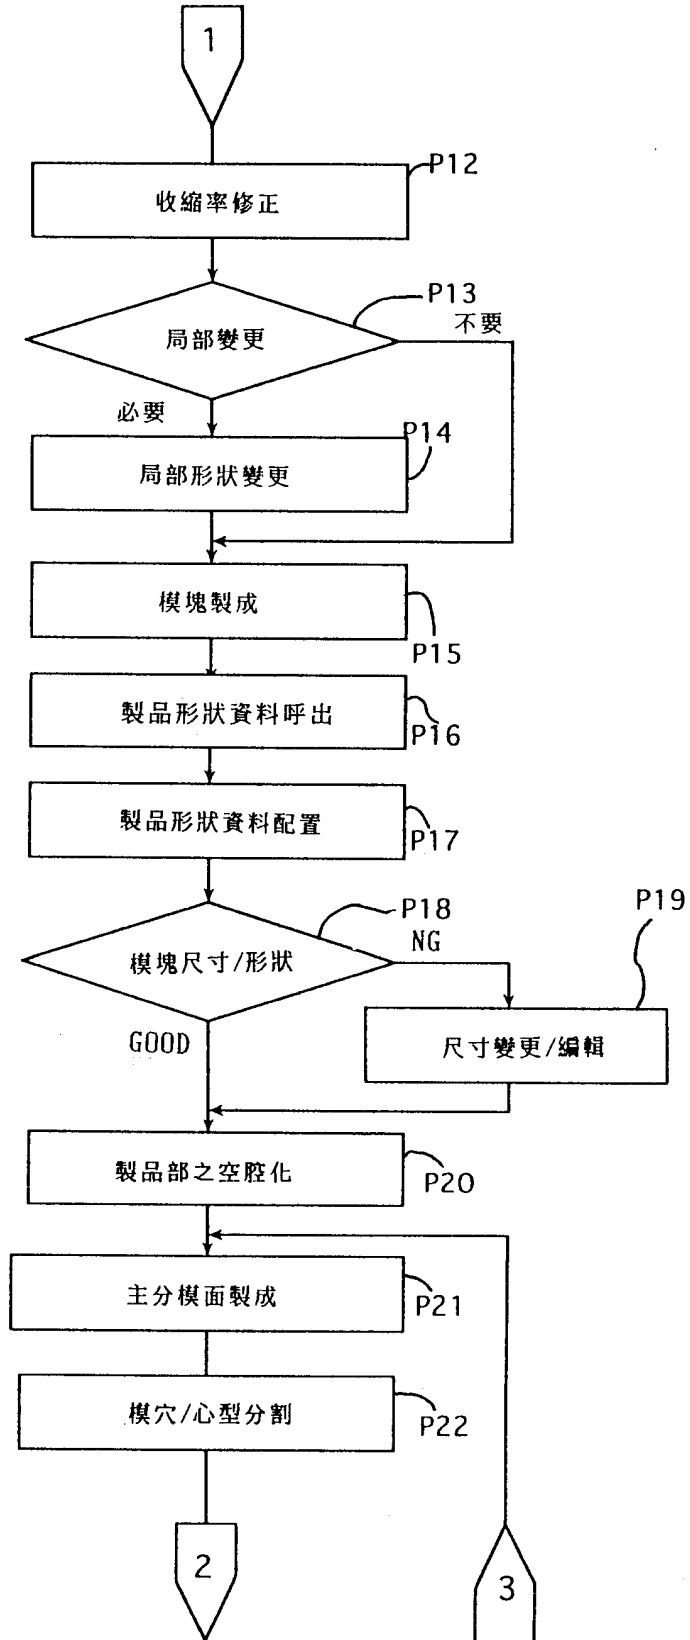 1
P12
收縮率修正
P13
局部變更
不要
必要
P14
局部形狀變更
模塊製成
P15
製品形狀資料呼出
P16
製品形狀資料配置
P17
P18
P19
模塊尺寸/形狀
NG
GOOD
尺寸變更/編輯
製品部之空腔化
P20
主分模面製成
P21
模穴/心型分割
P22
2
3